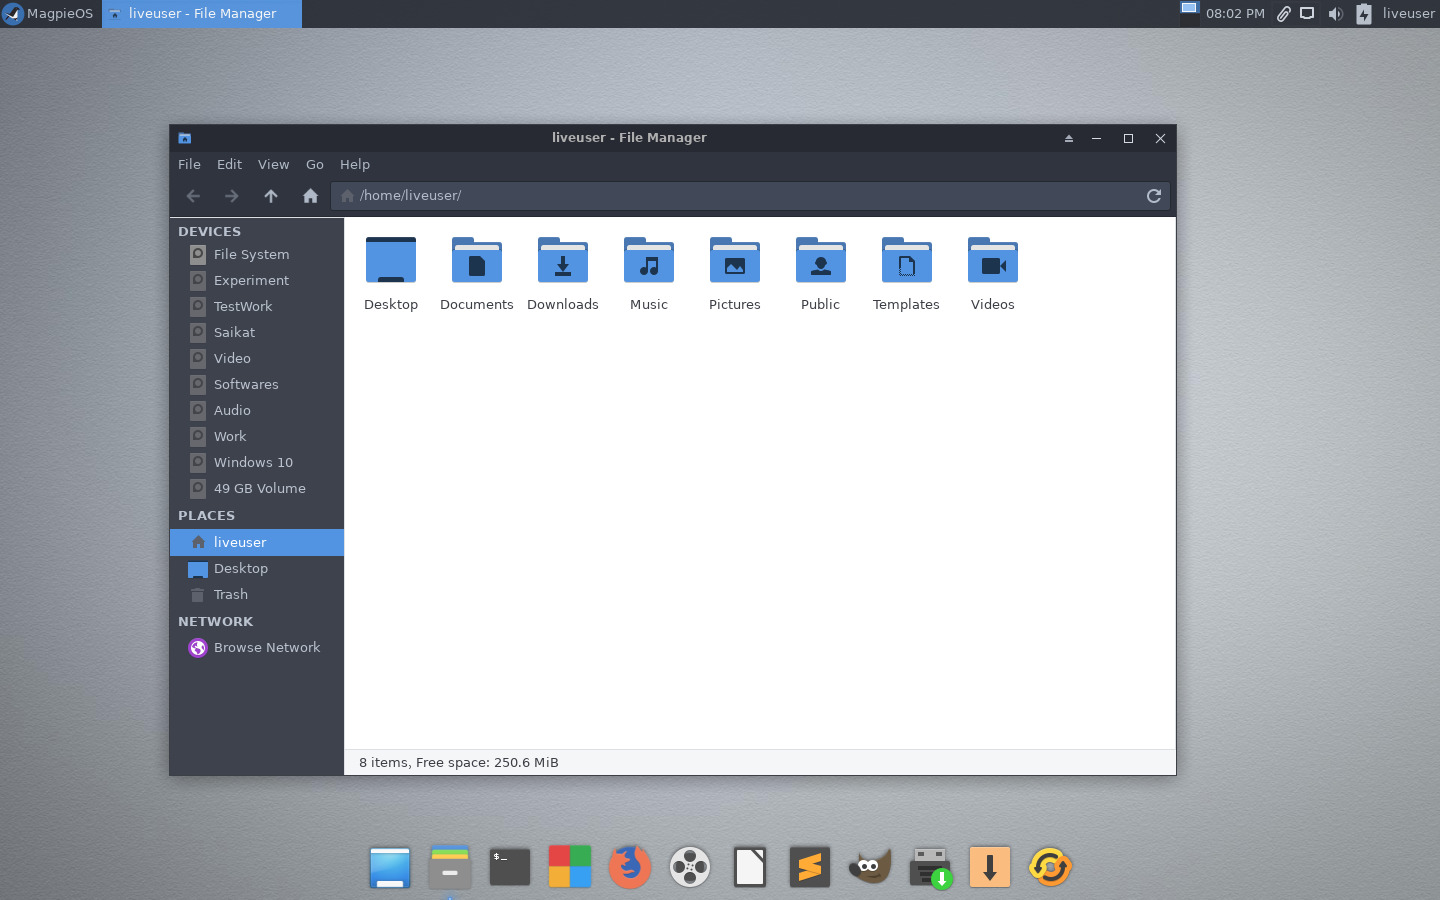 MagpieOS liveuser - File Manager 08:02 PM liveuser
liveuser - File Manager
File Edit View Go Help
/home/liveuser/
DEVICES
File System
Experiment
TestWork
Saikat
Video
Softwares
Audio
Work
Windows 10
49 GB Volume
PLACES
liveuser
Desktop
Trash
NETWORK
Browse Network
Desktop Documents Downloads Music Pictures Public Templates Videos
8 items, Free space: 250.6 MiB
$_